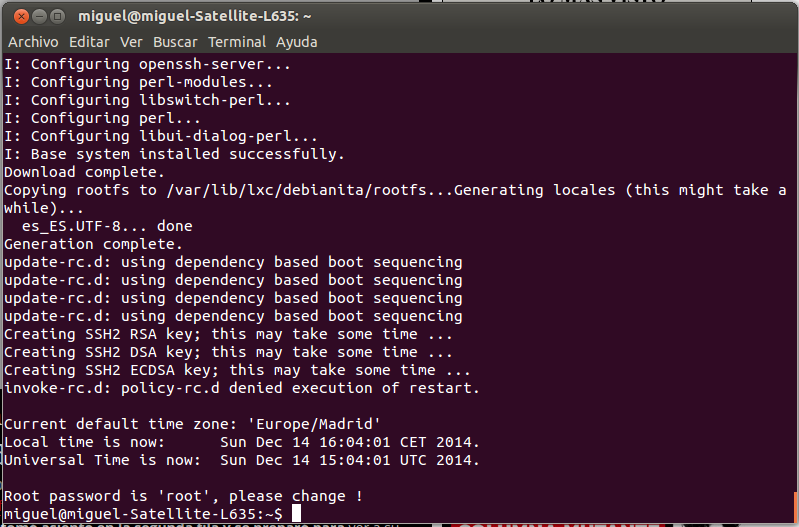 miguel@miguel-Satellite-L635: ~
Archivo Editar Ver Buscar Terminal Ayuda
I: Configuring openssh-server...
I: Configuring perl-modules...
I: Configuring libswitch-perl...
I: Configuring perl...
I: Configuring libui-dialog-perl...
I: Base system installed successfully.
Download complete.
Copying rootfs to /var/lib/lxc/debianita/rootfs...Generating locales (this might take a
while)...
  es_ES.UTF-8... done
Generation complete.
update-rc.d: using dependency based boot sequencing
update-rc.d: using dependency based boot sequencing
update-rc.d: using dependency based boot sequencing
update-rc.d: using dependency based boot sequencing
Creating SSH2 RSA key; this may take some time ...
Creating SSH2 DSA key; this may take some time ...
Creating SSH2 ECDSA key; this may take some time ...
invoke-rc.d: policy-rc.d denied execution of restart.
Current default time zone: 'Europe/Madrid'
Local time is now:      Sun Dec 14 16:04:01 CET 2014.
Universal Time is now:  Sun Dec 14 15:04:01 UTC 2014.
Root password is 'root', please change !
miguel@miguel-Satellite-L635:~$